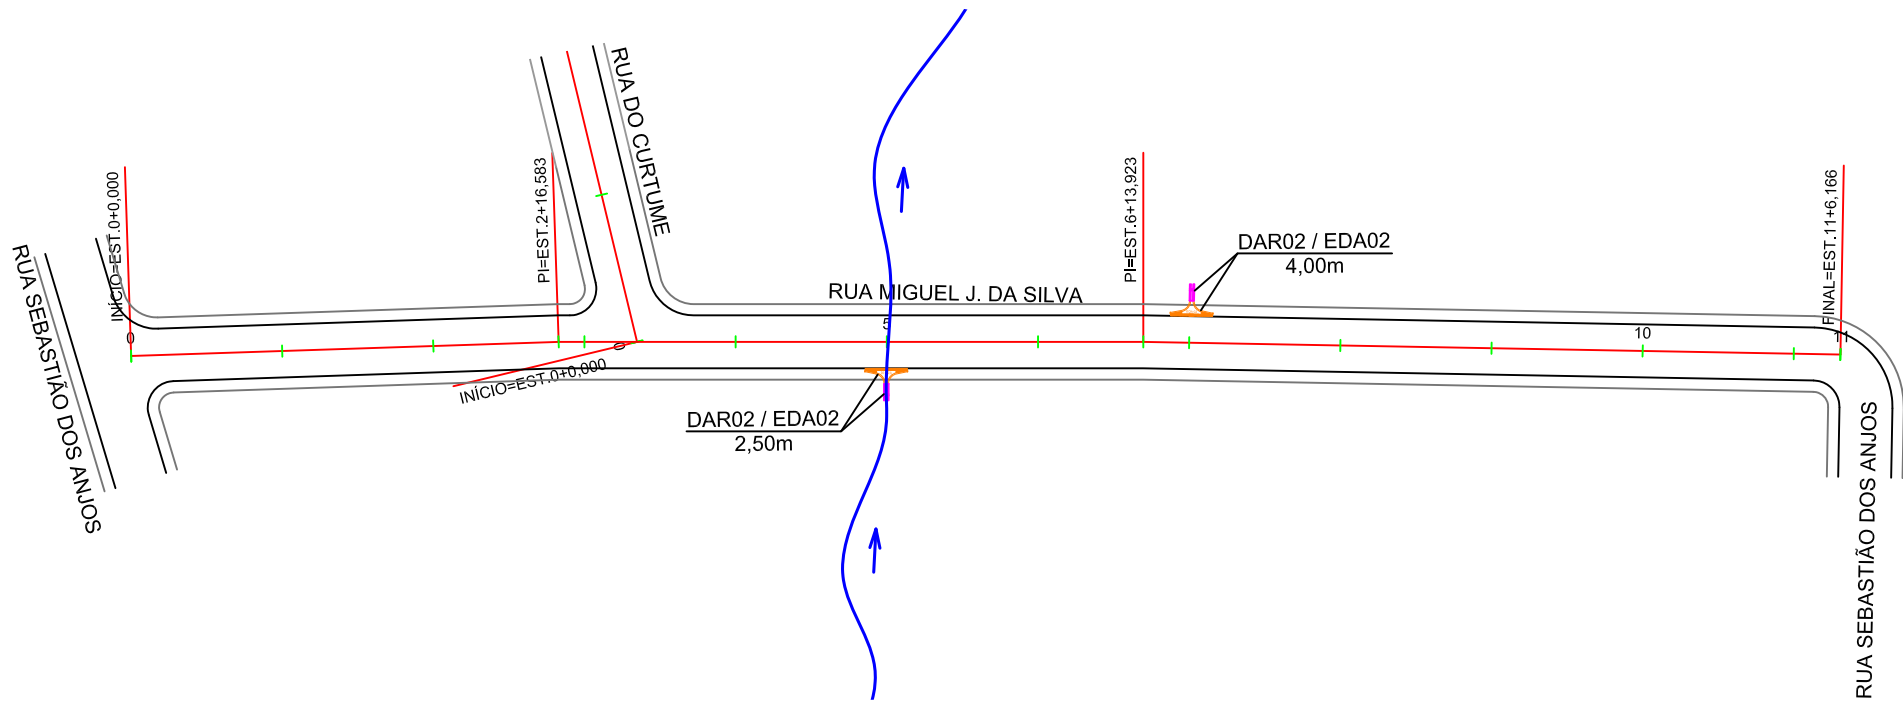 RUA DO CURTUME
INÍCIO=EST.0+0,000
PI=EST.2+16,583
PI=EST.6+13,923
FINAL=EST.11+6,166
RUA SEBASTIÃO DOS ANJOS
DAR02 / EDA02
4,00m
RUA MIGUEL J. DA SILVA
0
5
10
11
0
INÍCIO=EST.0+0,000
DAR02 / EDA02
2,50m
RUA SEBASTIÃO DOS ANJOS